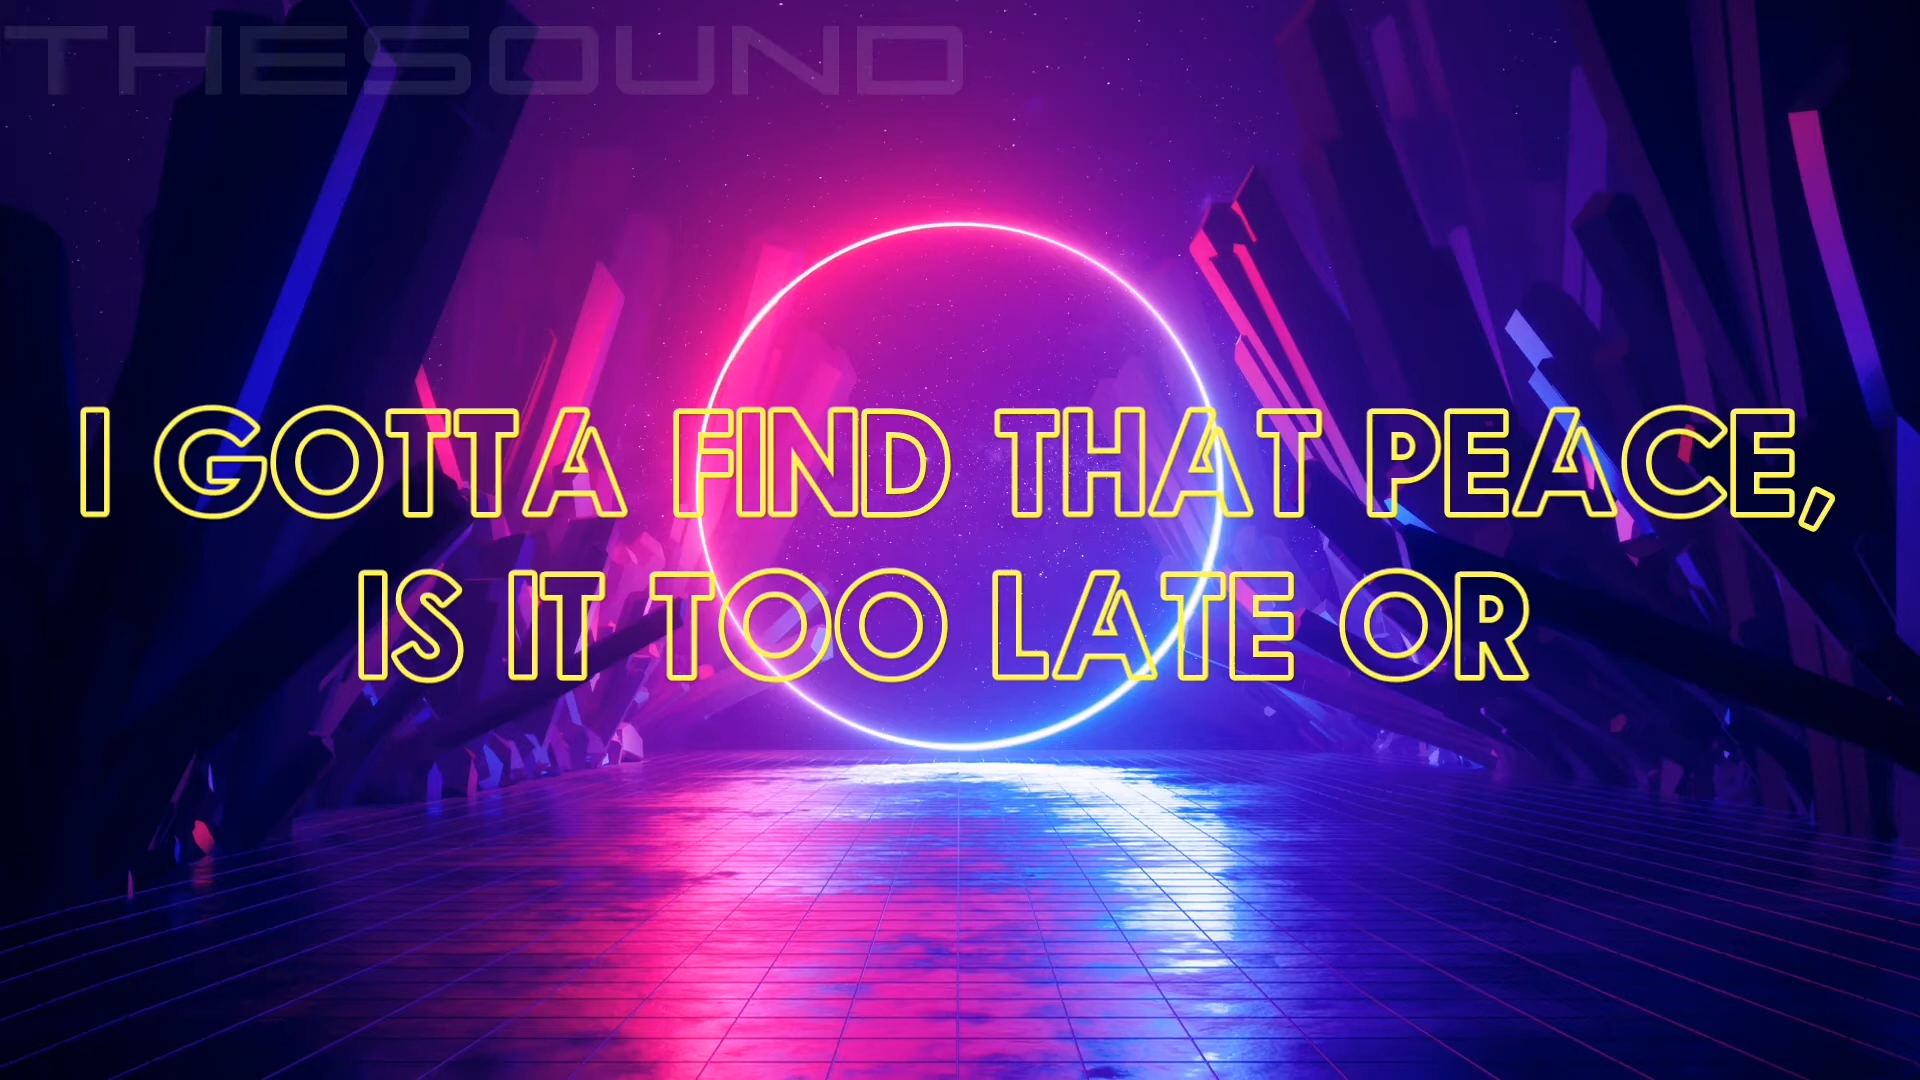 THESOUND
I GOTTA FIND THAT PEACE,
IS IT TOO LATE OR